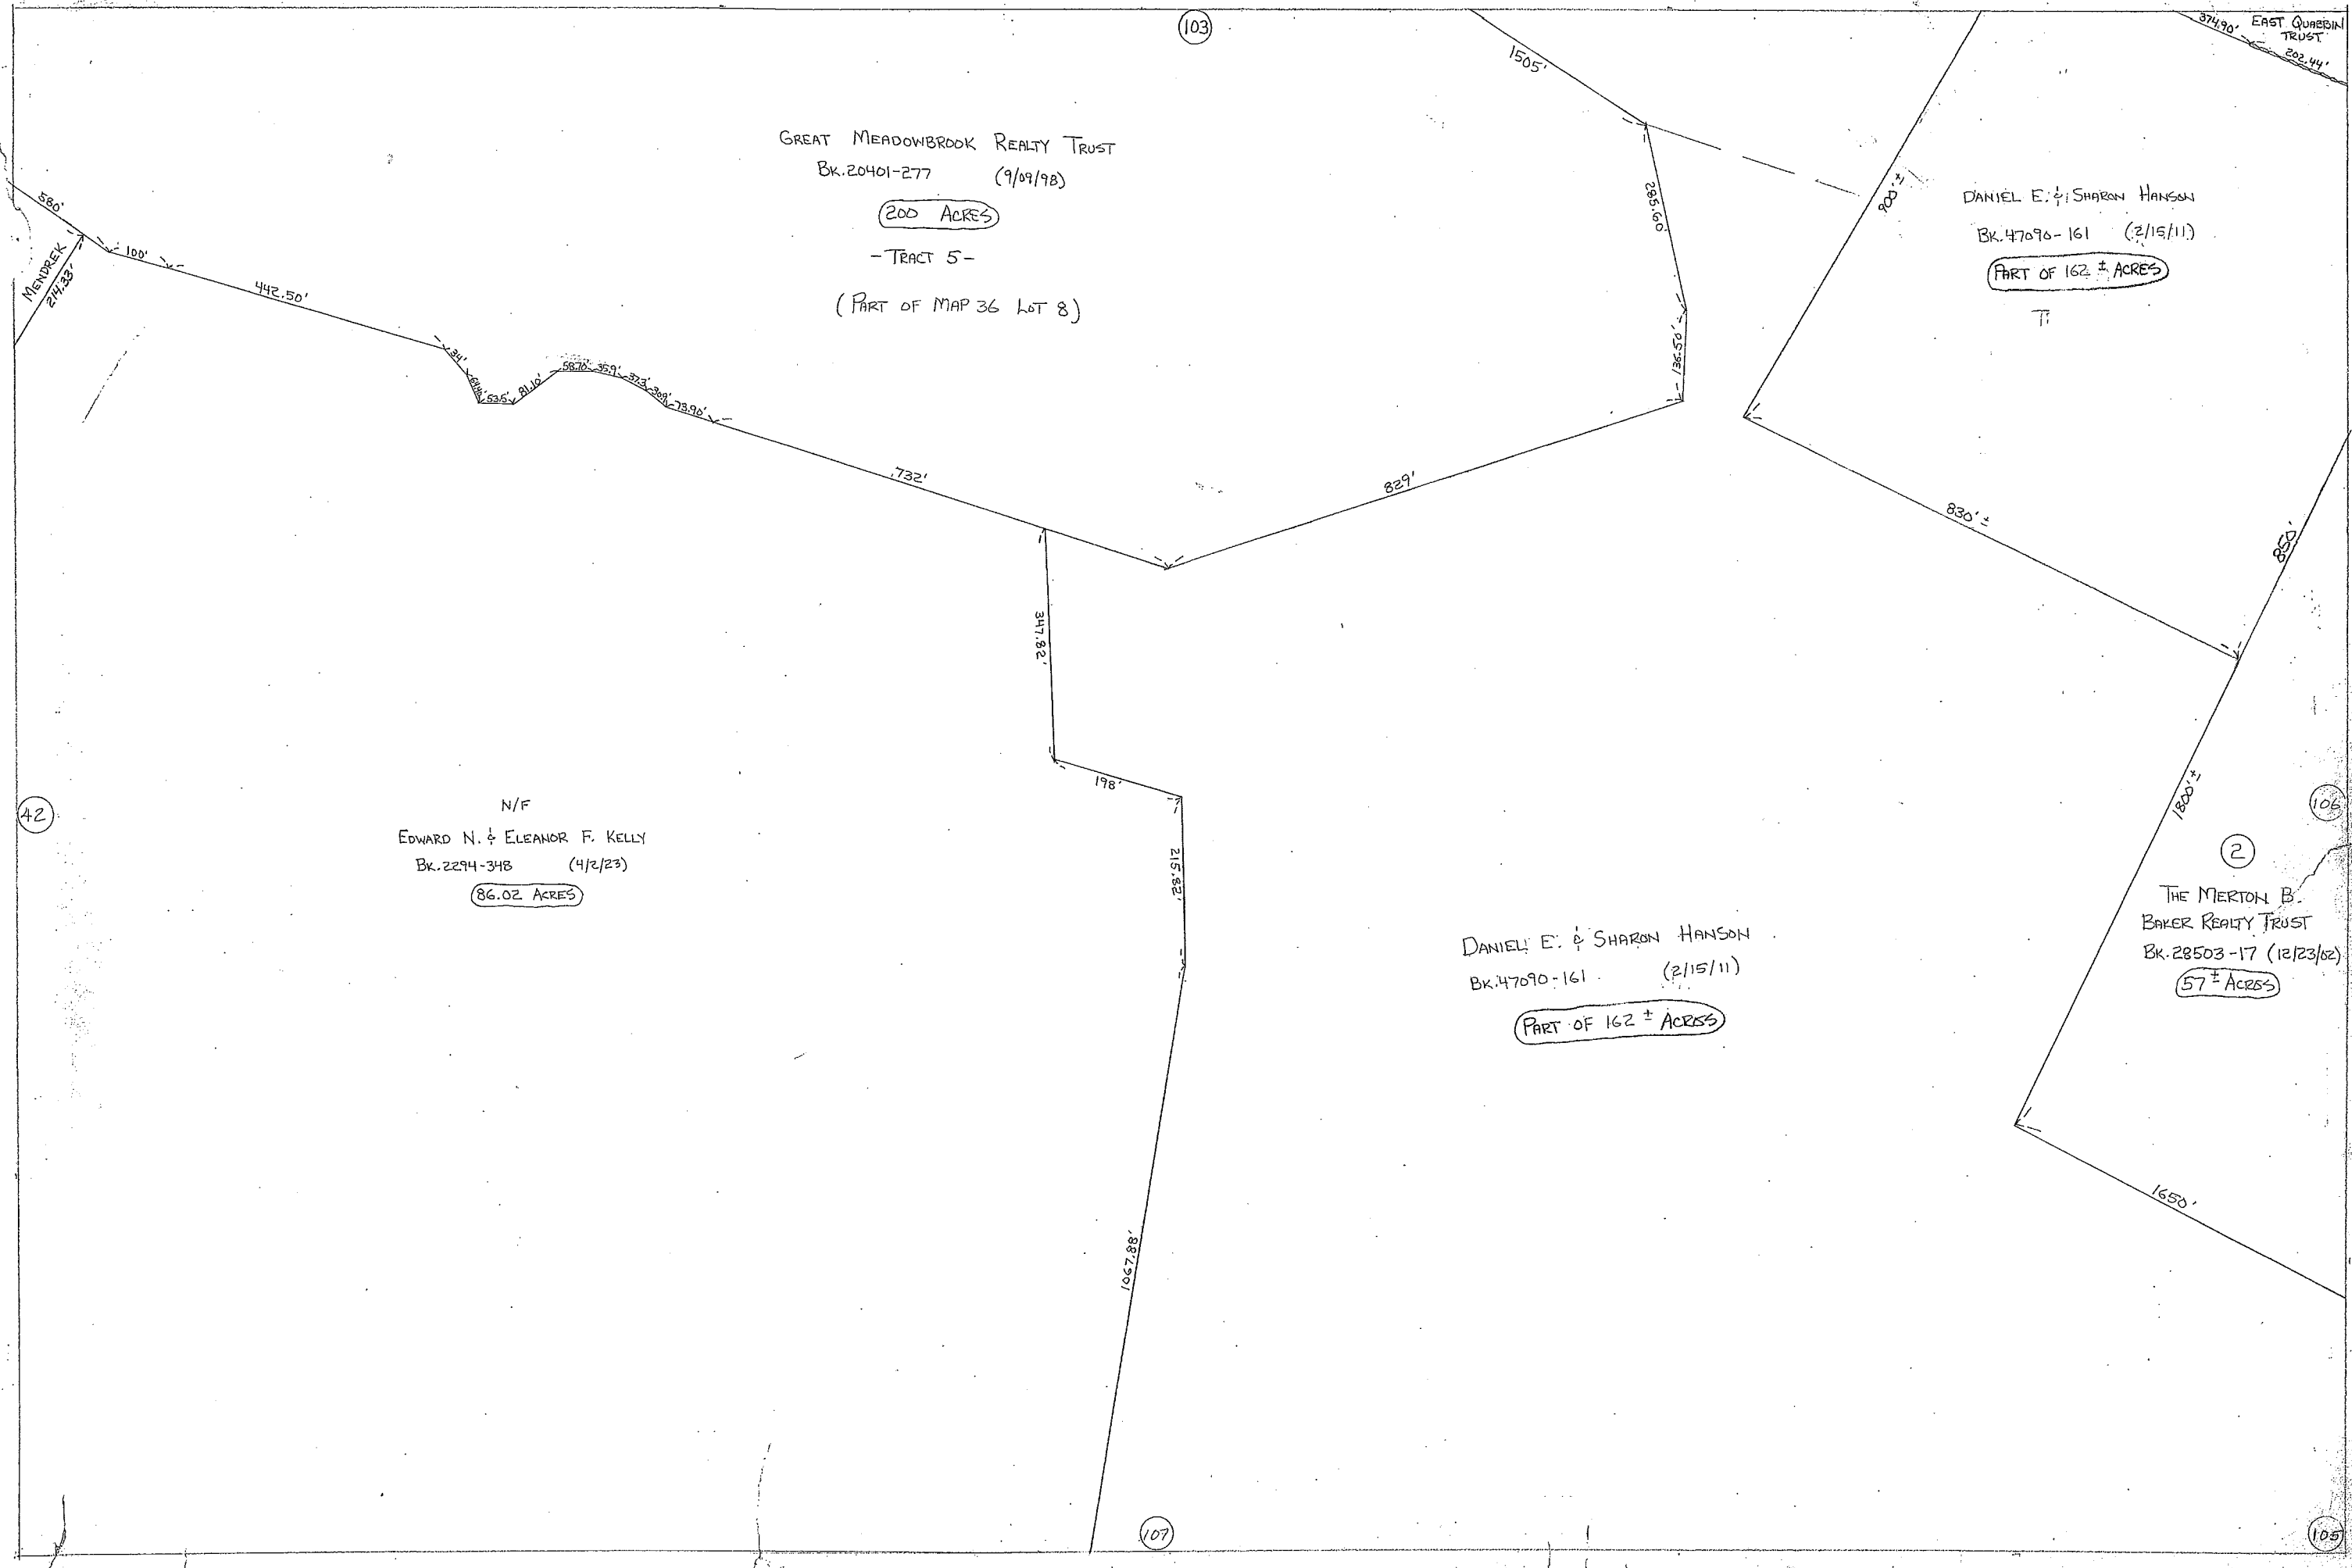 103
374.90'
EAST QUABBIN
TRUST
202.44'
1505'
GREAT MEADOWBROOK REALTY TRUST
BK.20401-277 (9/09/98)
200 ACRES
-TRACT 5-
(PART OF MAP 36 LOT 8)
285.60'
136.50'
900'±
DANIEL E. & SHARON HANSON
BK.47090-161 (2/15/11)
PART OF 162 ± ACRES
580'
MENDREK
214.33'
100'
442.50'
34'
53.5'
81.10'
58.70'
35.9'
37.3'
30.9'
73.90'
732'
829'
830'±
850'
347.82'
198'
215.82'
1067.88'
42
N/F
EDWARD N. & ELEANOR F. KELLY
BK.2294-348 (4/2/23)
86.02 ACRES
DANIEL E. & SHARON HANSON
BK.47090-161 (2/15/11)
PART OF 162 ± ACRES
1800'±
106
2
THE MERTON B.
BAKER REALTY TRUST
BK.28503-17 (12/23/02)
57± ACRES
1650'
107
105